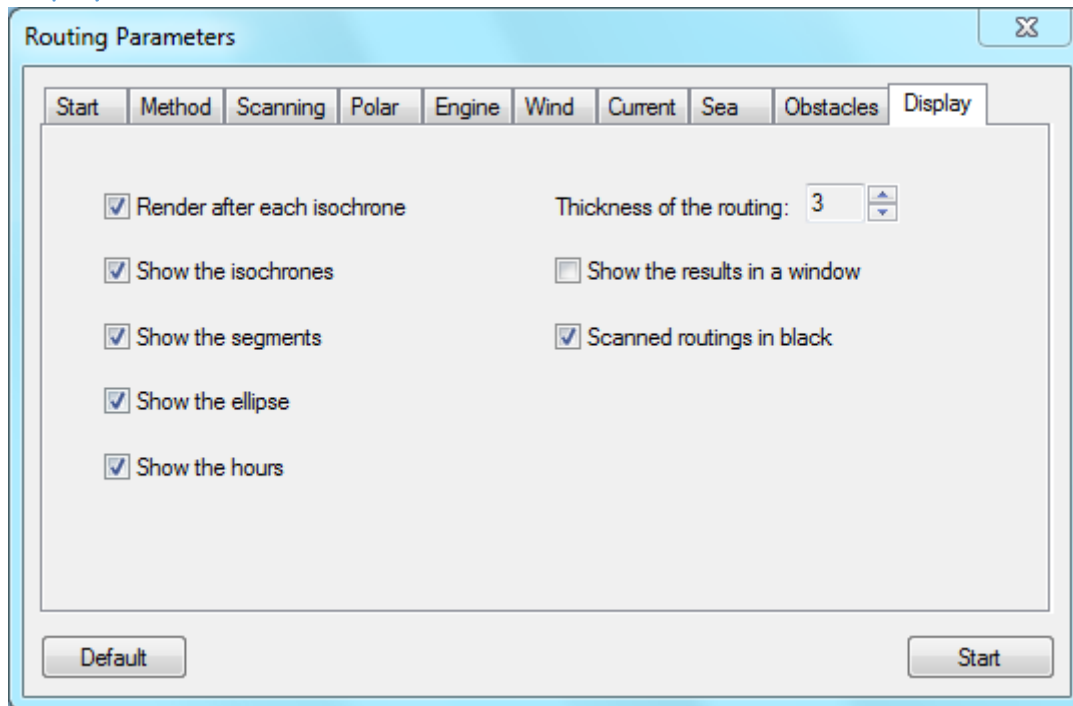 Routing Parameters
Start Method Scanning Polar Engine Wind Current Sea Obstacles Display
Render after each isochrone
Thickness of the routing: 3
Show the isochrones
Show the results in a window
Show the segments
Scanned routings in black
Show the ellipse
Show the hours
Default
Start